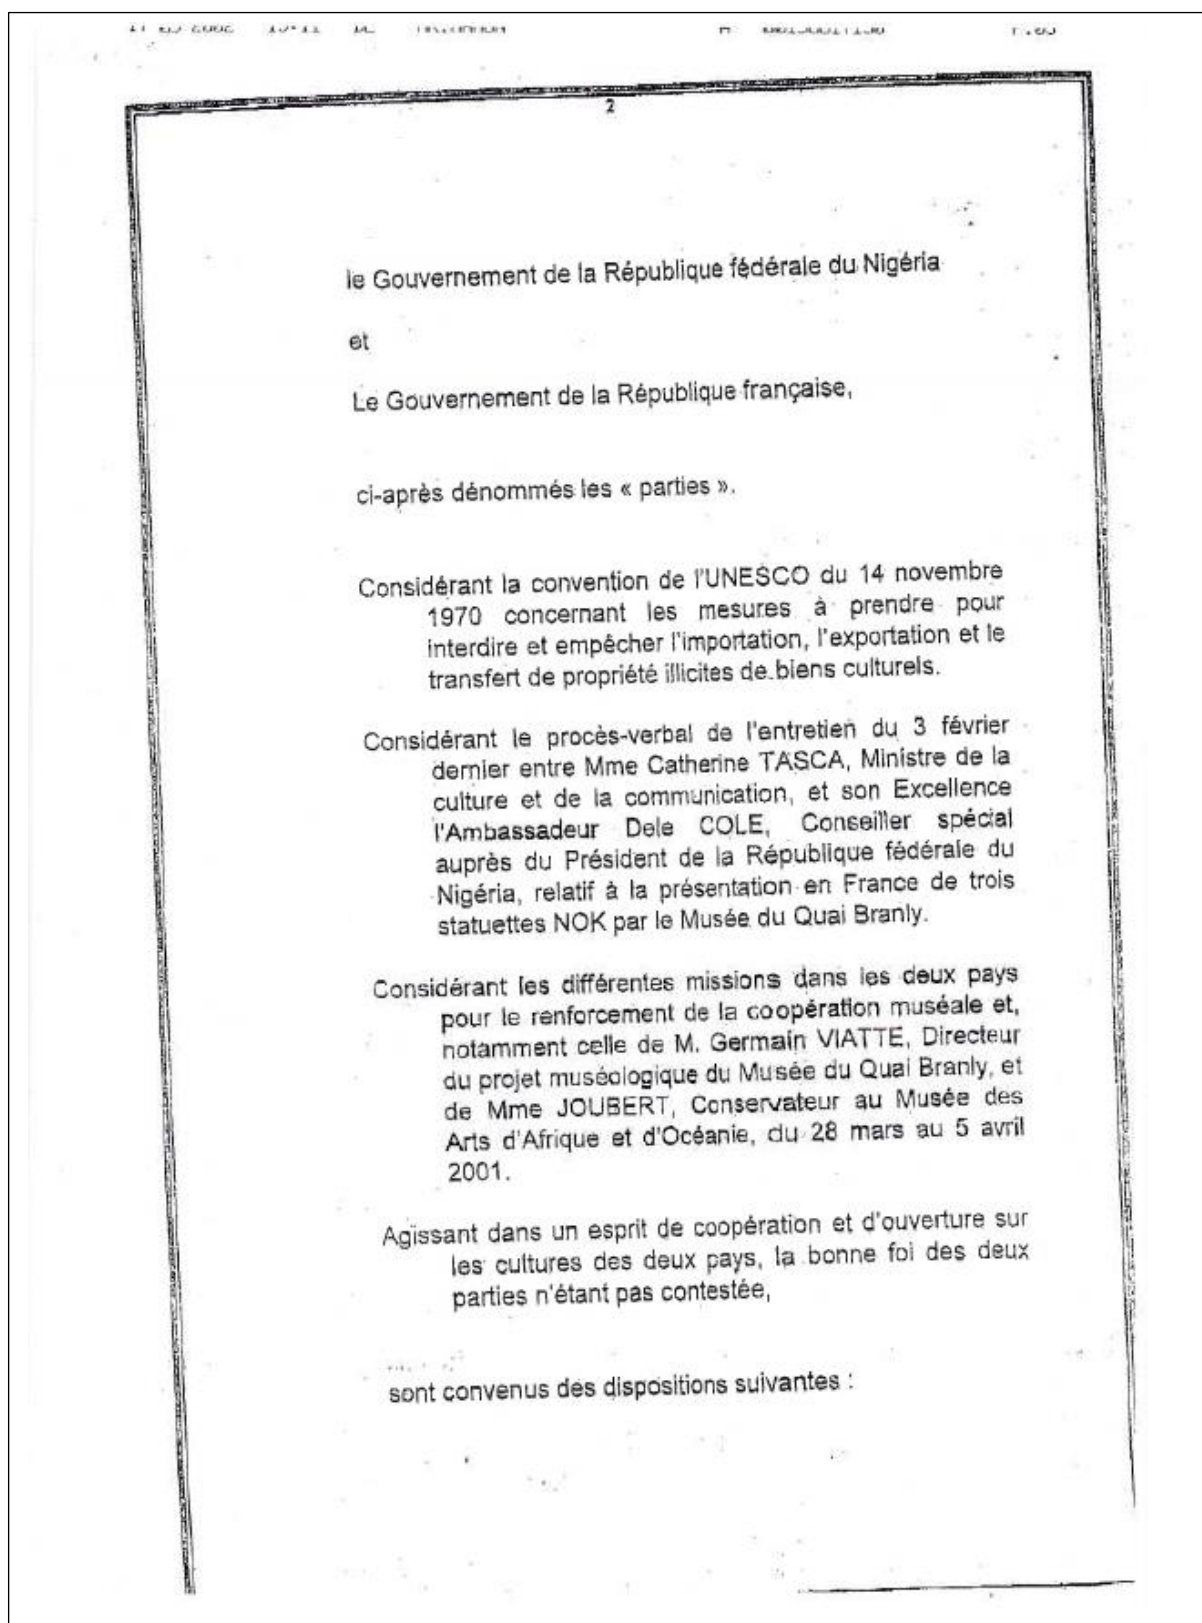 2
le Gouvernement de la République fédérale du Nigéria
et
Le Gouvernement de la République française,
ci-après dénommés les « parties ».
Considérant la convention de l'UNESCO du 14 novembre
1970 concernant les mesures à prendre pour
interdire et empêcher l'importation, l'exportation et le
transfert de propriété illicites de biens culturels.
Considérant le procès-verbal de l'entretien du 3 février
dernier entre Mme Catherine TASCA, Ministre de la
culture et de la communication, et son Excellence
l'Ambassadeur Dele COLE, Conseiller spécial
auprès du Président de la République fédérale du
Nigéria, relatif à la présentation en France de trois
statuettes NOK par le Musée du Quai Branly.
Considérant les différentes missions dans les deux pays
pour le renforcement de la coopération muséale et,
notamment celle de M. Germain VIATTE, Directeur
du projet muséologique du Musée du Quai Branly, et
de Mme JOUBERT, Conservateur au Musée des
Arts d'Afrique et d'Océanie, du 28 mars au 5 avril
2001.
Agissant dans un esprit de coopération et d'ouverture sur
les cultures des deux pays, la bonne foi des deux
parties n'étant pas contestée,
sont convenus des dispositions suivantes :